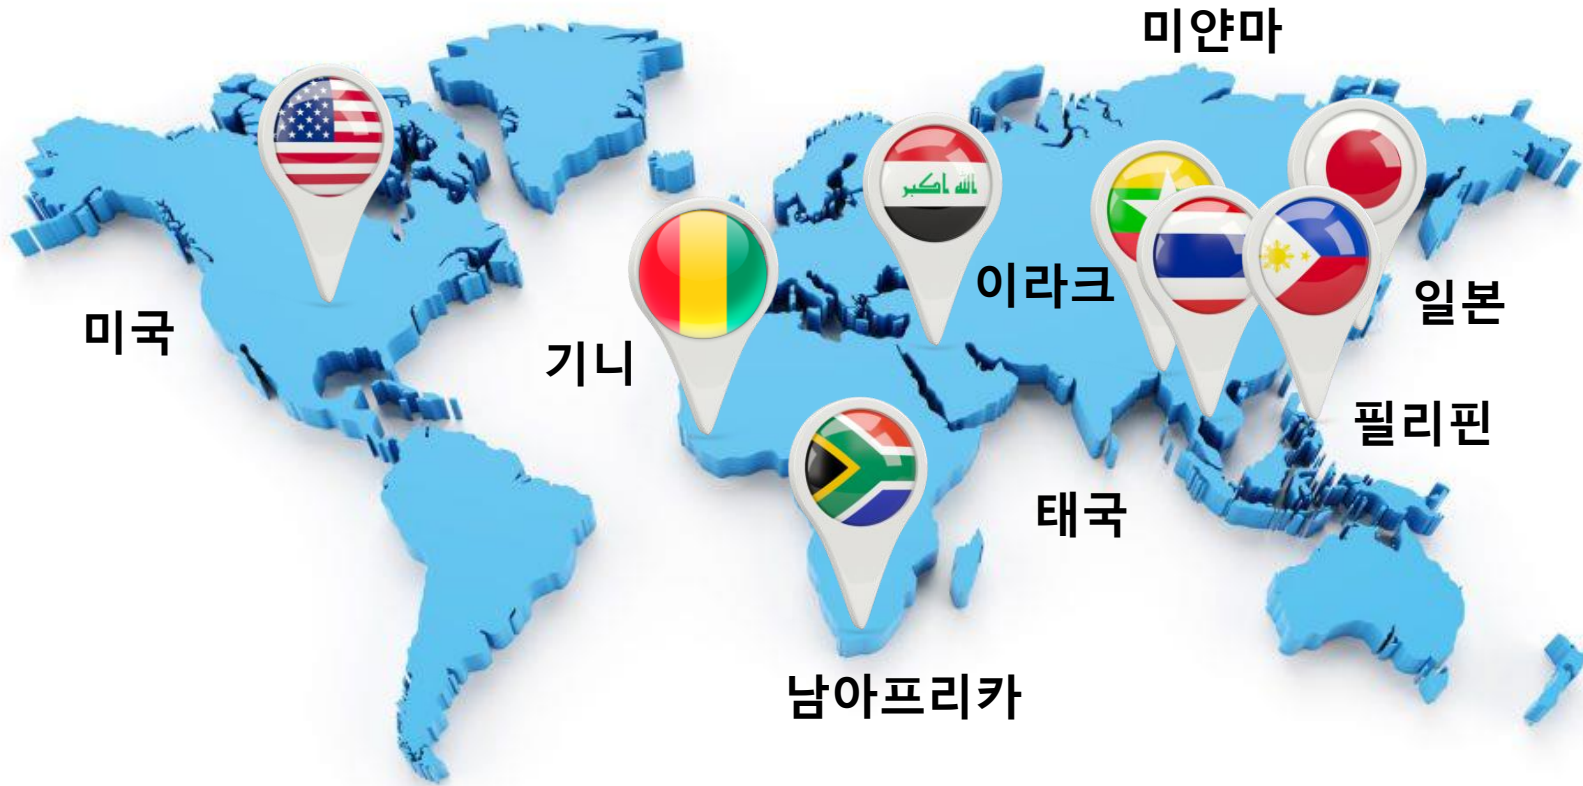 미얀마
이라크
일본
미국
기니
필리핀
태국
남아프리카
الله اكبر